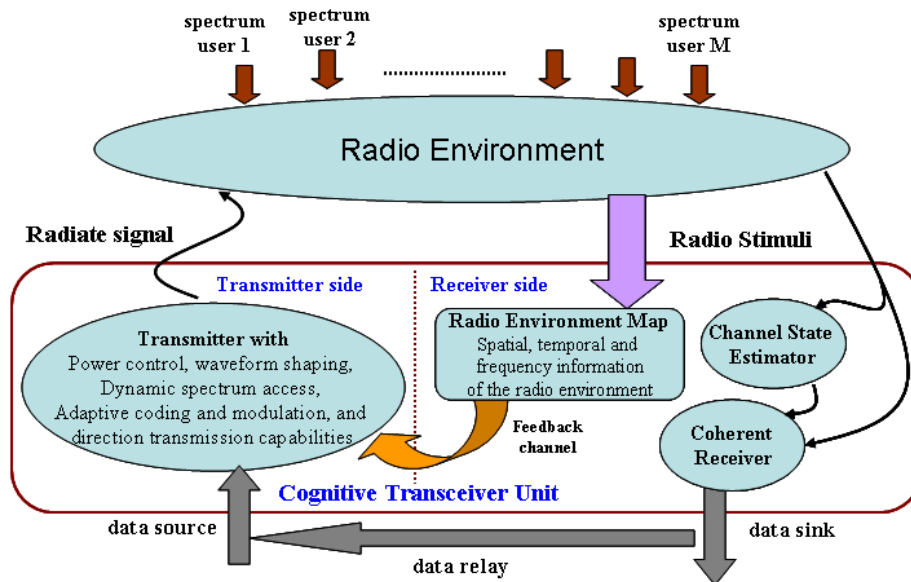 spectrum
user 1
spectrum
user 2
spectrum
user M
Radio Environment
Radiate signal
Radio Stimuli
Transmitter side
Receiver side
Transmitter with
Power control, waveform shaping,
Dynamic spectrum access,
Adaptive coding and modulation, and
direction transmission capabilities
Radio Environment Map
Spatial, temporal and
frequency information
of the radio environment
Channel State
Estimator
Feedback
channel
Coherent
Receiver
Cognitive Transceiver Unit
data source
data relay
data sink